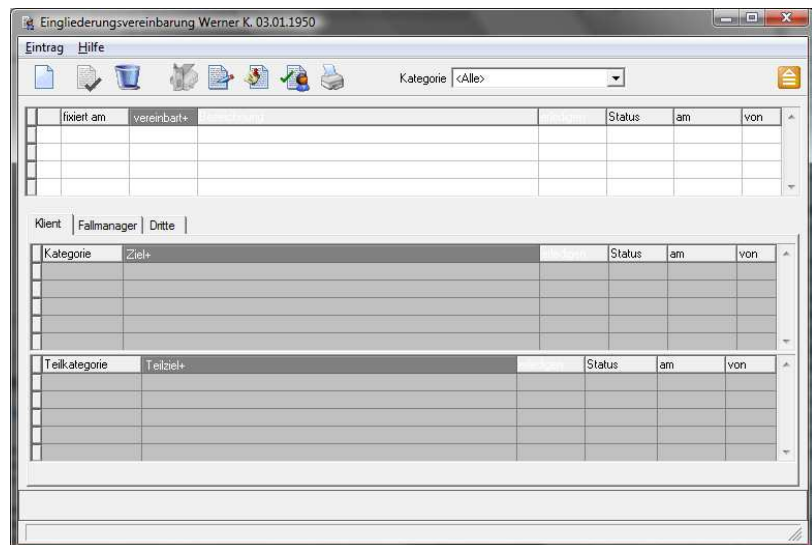 Eingliederungsvereinbarung Werner K. 03.01.1950
Eintrag Hilfe
Kategorie <Alle>
fixiert am vereinbart+ Bezeichnung Status am von
Klient Fallmanager Dritte
Kategorie Ziel+ Status am von
Teilkategorie Teilziel+ Status am von